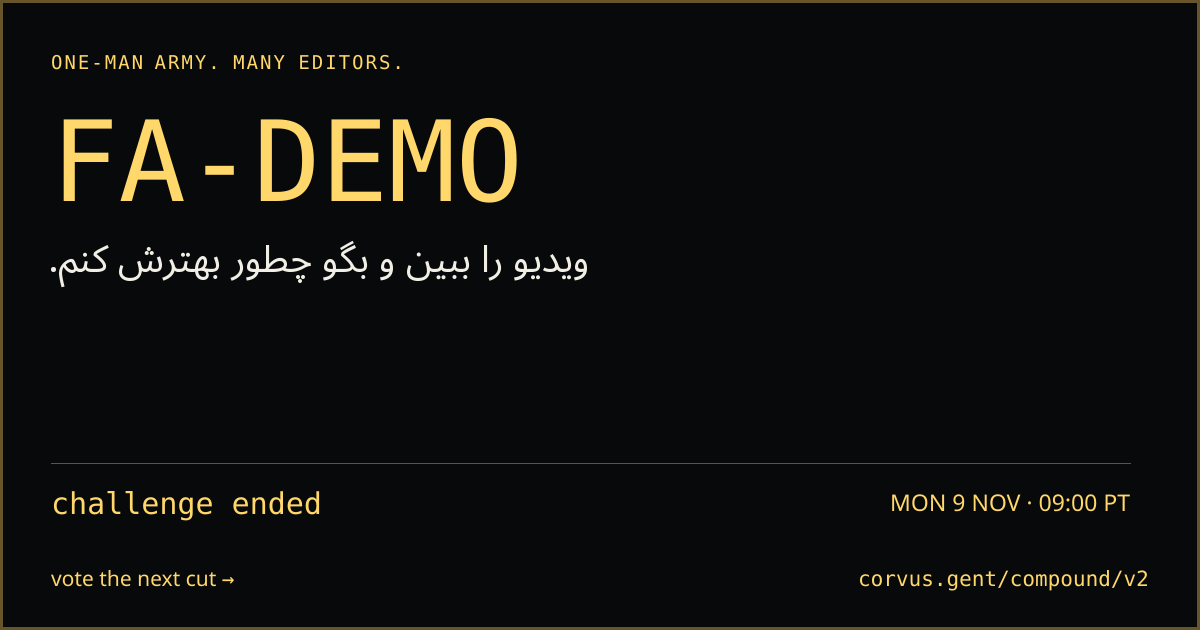 ONE-MAN ARMY. MANY EDITORS.
FA-DEMO
ویدیو را ببین و بگو چطور بهترش کنم.
challenge ended
MON 9 NOV · 09:00 PT
vote the next cut →
corvus.gent/compound/v2